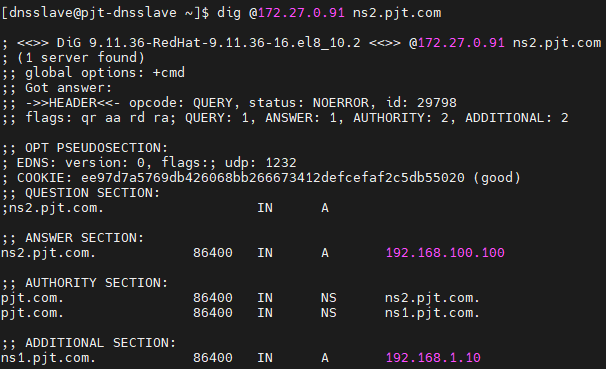 [dnsslave@pjt-dnsslave ~]$ dig @172.27.0.91 ns2.pjt.com
; <<>> DiG 9.11.36-RedHat-9.11.36-16.el8_10.2 <<>> @172.27.0.91 ns2.pjt.com
; (1 server found)
;; global options: +cmd
;; Got answer:
;; ->>HEADER<<- opcode: QUERY, status: NOERROR, id: 29798
;; flags: qr aa rd ra; QUERY: 1, ANSWER: 1, AUTHORITY: 2, ADDITIONAL: 2
;; OPT PSEUDOSECTION:
; EDNS: version: 0, flags:; udp: 1232
; COOKIE: ee97d7a5769db426068bb266673412defcefaf2c5db55020 (good)
;; QUESTION SECTION:
;ns2.pjt.com. IN A
;; ANSWER SECTION:
ns2.pjt.com. 86400 IN A 192.168.100.100
;; AUTHORITY SECTION:
pjt.com. 86400 IN NS ns2.pjt.com.
pjt.com. 86400 IN NS ns1.pjt.com.
;; ADDITIONAL SECTION:
ns1.pjt.com. 86400 IN A 192.168.1.10